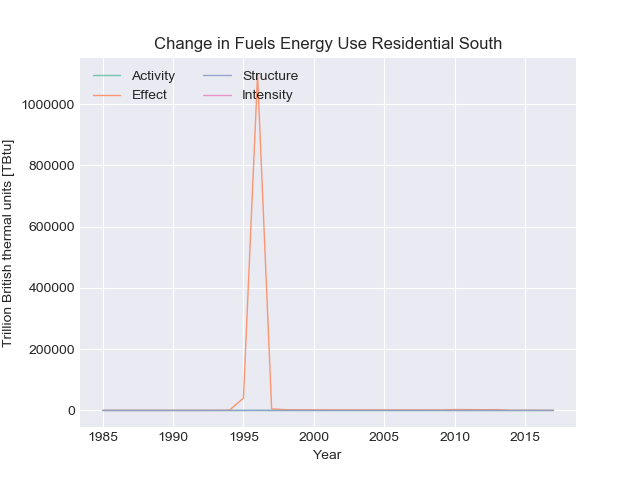 Change in Fuels Energy Use Residential South
Activity
Effect
Structure
Intensity
1000000
800000
600000
400000
200000
0
Trillion British thermal units [TBtu]
1985 1990 1995 2000 2005 2010 2015
Year